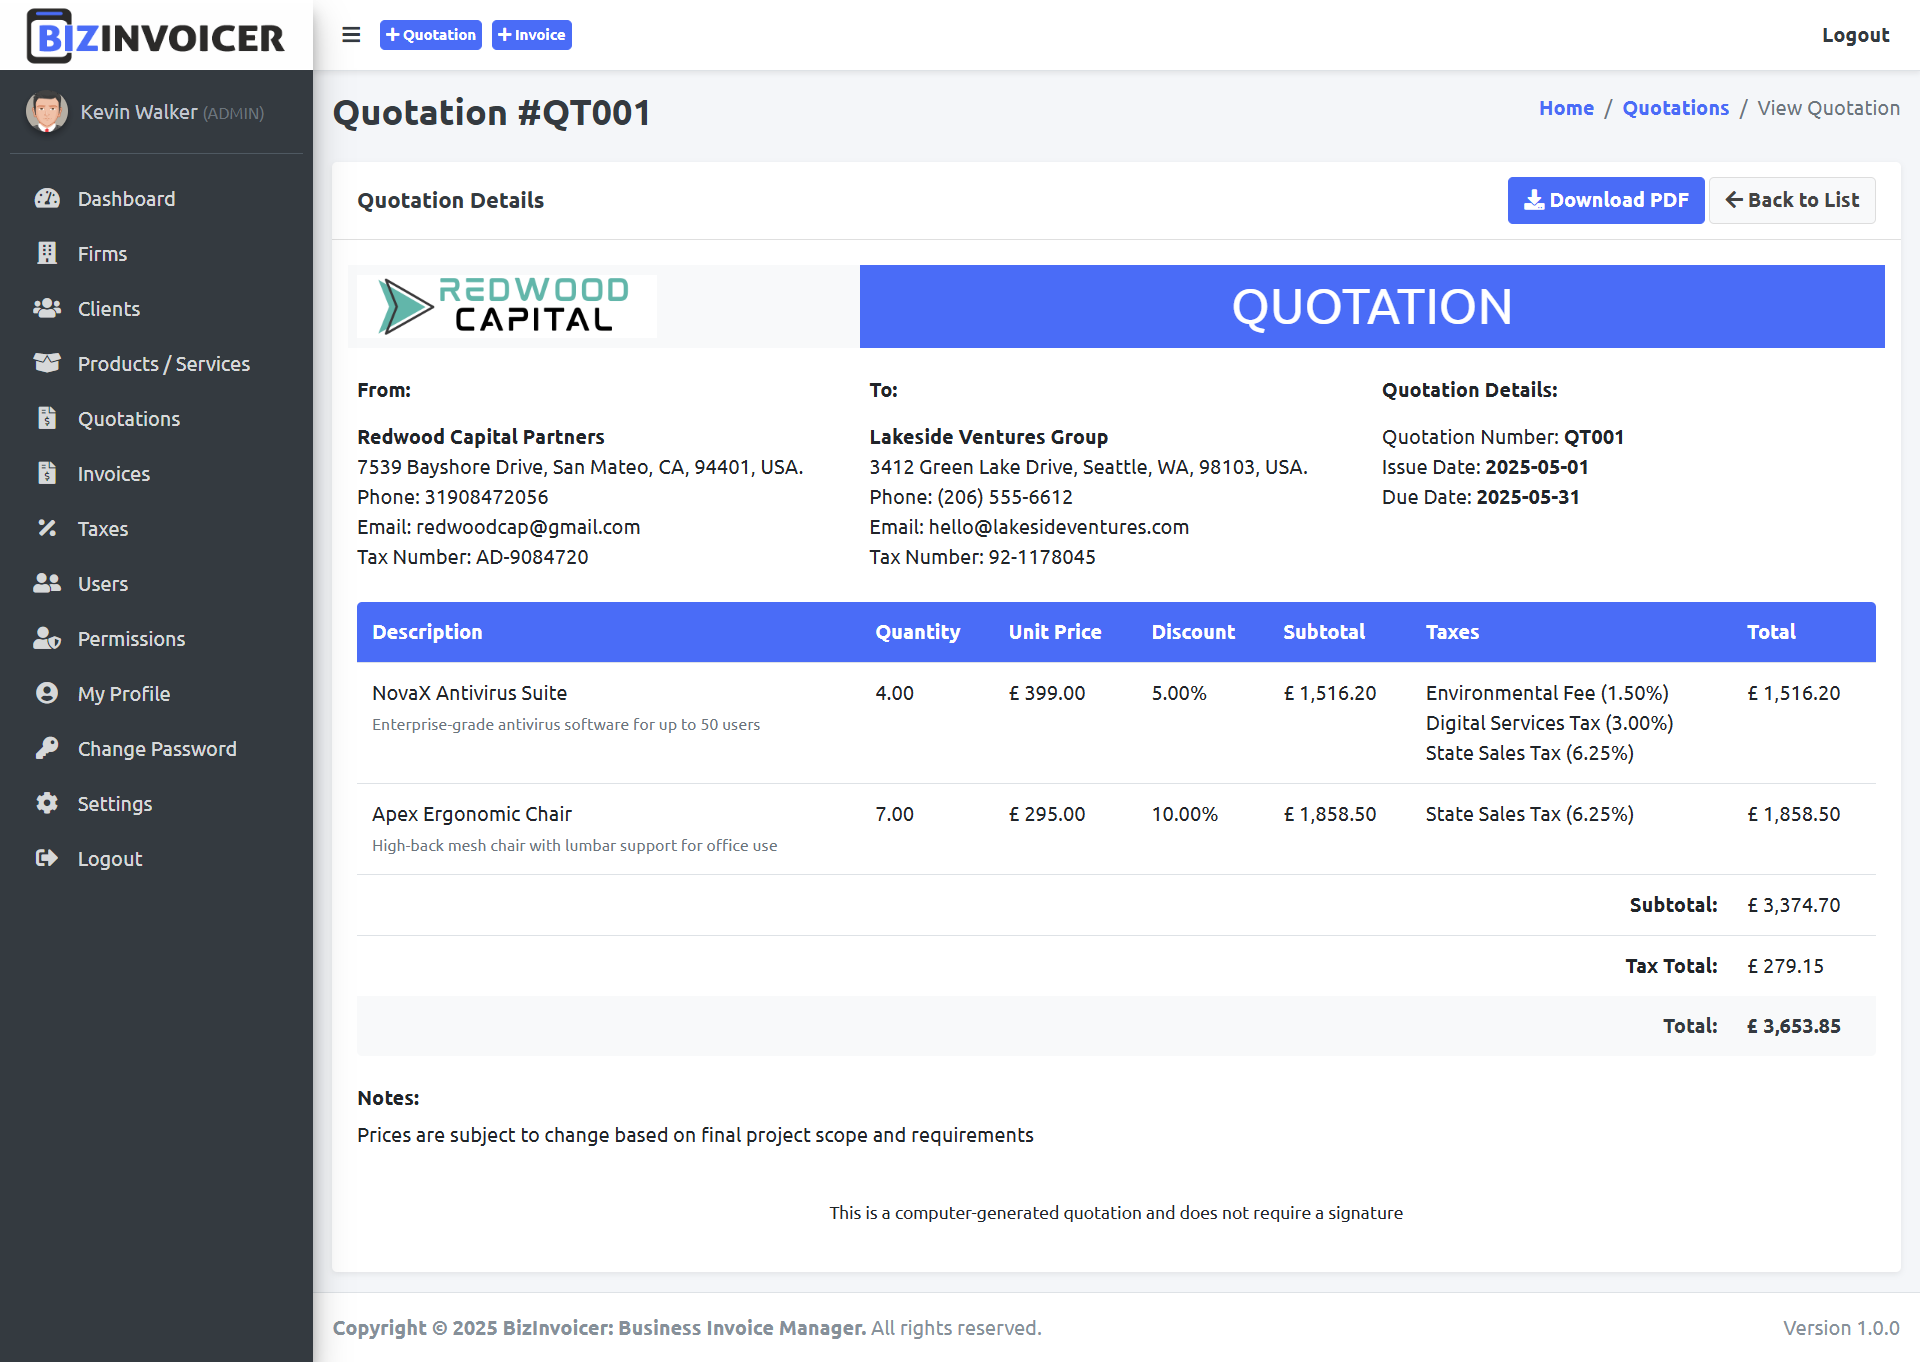 BIZINVOICER
Quotation
Invoice
Logout
Kevin Walker (ADMIN)
Dashboard
Firms
Clients
Products / Services
Quotations
Invoices
Taxes
Users
Permissions
My Profile
Change Password
Settings
Logout
Quotation #QT001
Home / Quotations / View Quotation
Quotation Details
Download PDF
Back to List
REDWOOD
CAPITAL
QUOTATION
From:
Redwood Capital Partners
7539 Bayshore Drive, San Mateo, CA, 94401, USA.
Phone: 31908472056
Email: redwoodcap@gmail.com
Tax Number: AD-9084720
To:
Lakeside Ventures Group
3412 Green Lake Drive, Seattle, WA, 98103, USA.
Phone: (206) 555-6612
Email: hello@lakesideventures.com
Tax Number: 92-1178045
Quotation Details:
Quotation Number: QT001
Issue Date: 2025-05-01
Due Date: 2025-05-31
Description Quantity Unit Price Discount Subtotal Taxes Total
NovaX Antivirus Suite 4.00 £ 399.00 5.00% £ 1,516.20 Environmental Fee (1.50%) £ 1,516.20
Enterprise-grade antivirus software for up to 50 users Digital Services Tax (3.00%)
State Sales Tax (6.25%)
Apex Ergonomic Chair 7.00 £ 295.00 10.00% £ 1,858.50 State Sales Tax (6.25%) £ 1,858.50
High-back mesh chair with lumbar support for office use
Subtotal: £ 3,374.70
Tax Total: £ 279.15
Total: £ 3,653.85
Notes:
Prices are subject to change based on final project scope and requirements
This is a computer-generated quotation and does not require a signature
Copyright © 2025 BizInvoicer: Business Invoice Manager. All rights reserved.
Version 1.0.0